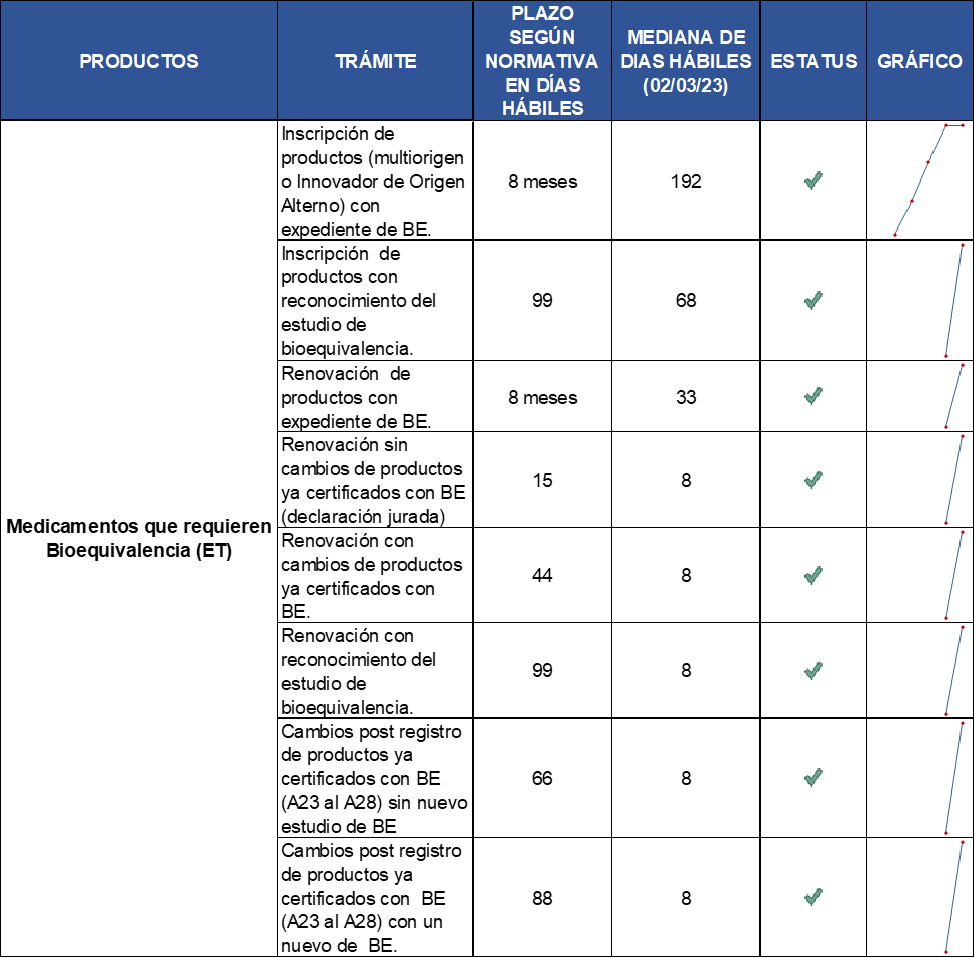 PRODUCTOS
TRÁMITE
PLAZO
SEGÚN
NORMATIVA
EN DÍAS
HÁBILES
MEDIANA DE
DIAS HÁBILES
(02/03/23)
ESTATUS
GRÁFICO
Medicamentos que requieren
Bioequivalencia (ET)
Inscripción de
productos (multiorigen
o Innovador de Origen
Alterno) con
expediente de BE.
8 meses
192
Inscripción de
productos con
reconocimiento del
estudio de
bioequivalencia.
99
68
Renovación de
productos con
expediente de BE.
8 meses
33
Renovación sin
cambios de productos
ya certificados con BE
(declaración jurada)
15
8
Renovación con
cambios de productos
ya certificados con
BE.
44
8
Renovación con
reconocimiento del
estudio de
bioequivalencia.
99
8
Cambios post registro
de productos ya
certificados con BE
(A23 al A28) sin nuevo
estudio de BE
66
8
Cambios post registro
de productos ya
certificados con BE
(A23 al A28) con un
nuevo de BE.
88
8